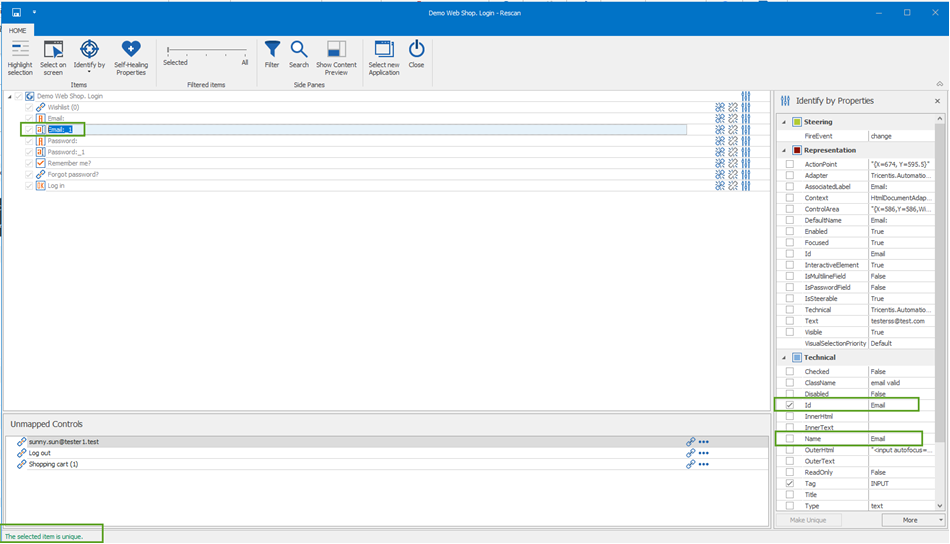 Demo Web Shop. Login - Rescan
HOME
Highlight selection
Select on screen
Identify by
Self-Healing Properties
Items
Selected
All
Filtered items
Filter
Search
Show Content Preview
Side Panes
Select new Application
Close
Demo Web Shop. Login
Wishlist (0)
Email:
Email:_1
Password:
Password:_1
Remember me?
Forgot password?
Log in
Unmapped Controls
sunny.sun@tester1.test
Log out
Shopping cart (1)
The selected item is unique.
Identify by Properties
Steering
FireEvent change
Representation
ActionPoint "{X=674, Y=595.5}"
Adapter Tricentis.Automatio...
AssociatedLabel Email:
Context HtmlDocumentAdap...
ControlArea "{X=586,Y=586,Wi...
DefaultName Email:
Enabled True
Focused True
Id Email
InteractiveElement True
IsMultilineField False
IsPasswordField False
IsSteerable True
Technical Tricentis.Automatio...
Text testerss@test.com
Visible True
VisualSelectionPriority Default
Technical
Checked False
ClassName email valid
Disabled False
Id Email
InnerHtml
InnerText
Name Email
OuterHtml "<input autofocus=...
OuterText
ReadOnly False
Tag INPUT
Title
Type text
Make Unique
More